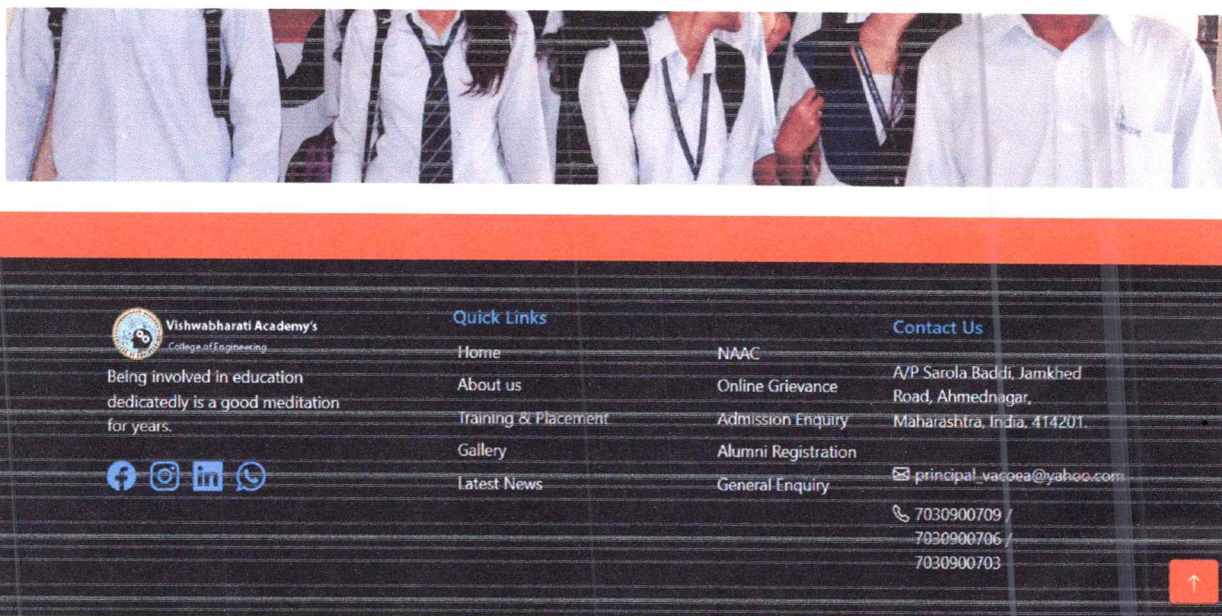 Vishwabharati Academy's
College of Engineering
Being involved in education
dedicatedly is a good meditation
for years.
Quick Links
Home
About us
Training & Placement
Gallery
Latest News
NAAC
Online Grievance
Admission Enquiry
Alumni Registration
General Enquiry
Contact Us
A/P Sarola Baddi, Jamkhed
Road, Ahmednagar,
Maharashtra, India, 414201.
principal_vacoea@yahoo.com
7030900709 /
7030900706 /
7030900703